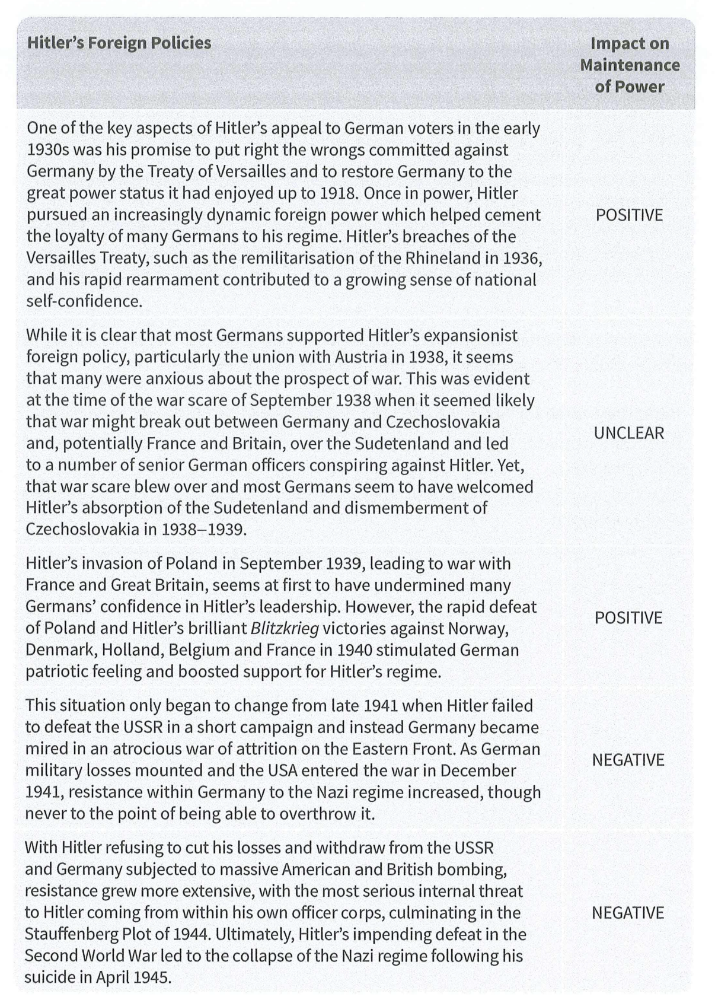 Hitler's Foreign Policies
Impact on
Maintenance
of Power
One of the key aspects of Hitler's appeal to German voters in the early
1930s was his promise to put right the wrongs committed against
Germany by the Treaty of Versailles and to restore Germany to the
great power status it had enjoyed up to 1918. Once in power, Hitler
pursued an increasingly dynamic foreign power which helped cement
the loyalty of many Germans to his regime. Hitler's breaches of the
Versailles Treaty, such as the remilitarisation of the Rhineland in 1936,
and his rapid rearmament contributed to a growing sense of national
self-confidence.
POSITIVE
While it is clear that most Germans supported Hitler's expansionist
foreign policy, particularly the union with Austria in 1938, it seems
that many were anxious about the prospect of war. This was evident
at the time of the war scare of September 1938 when it seemed likely
that war might break out between Germany and Czechoslovakia
and, potentially France and Britain, over the Sudetenland and led
to a number of senior German officers conspiring against Hitler. Yet,
that war scare blew over and most Germans seem to have welcomed
Hitler's absorption of the Sudetenland and dismemberment of
Czechoslovakia in 1938–1939.
UNCLEAR
Hitler's invasion of Poland in September 1939, leading to war with
France and Great Britain, seems at first to have undermined many
Germans' confidence in Hitler's leadership. However, the rapid defeat
of Poland and Hitler's brilliant Blitzkrieg victories against Norway,
Denmark, Holland, Belgium and France in 1940 stimulated German
patriotic feeling and boosted support for Hitler's regime.
POSITIVE
This situation only began to change from late 1941 when Hitler failed
to defeat the USSR in a short campaign and instead Germany became
mired in an atrocious war of attrition on the Eastern Front. As German
military losses mounted and the USA entered the war in December
1941, resistance within Germany to the Nazi regime increased, though
never to the point of being able to overthrow it.
NEGATIVE
With Hitler refusing to cut his losses and withdraw from the USSR
and Germany subjected to massive American and British bombing,
resistance grew more extensive, with the most serious internal threat
to Hitler coming from within his own officer corps, culminating in the
Stauffenberg Plot of 1944. Ultimately, Hitler's impending defeat in the
Second World War led to the collapse of the Nazi regime following his
suicide in April 1945.
NEGATIVE